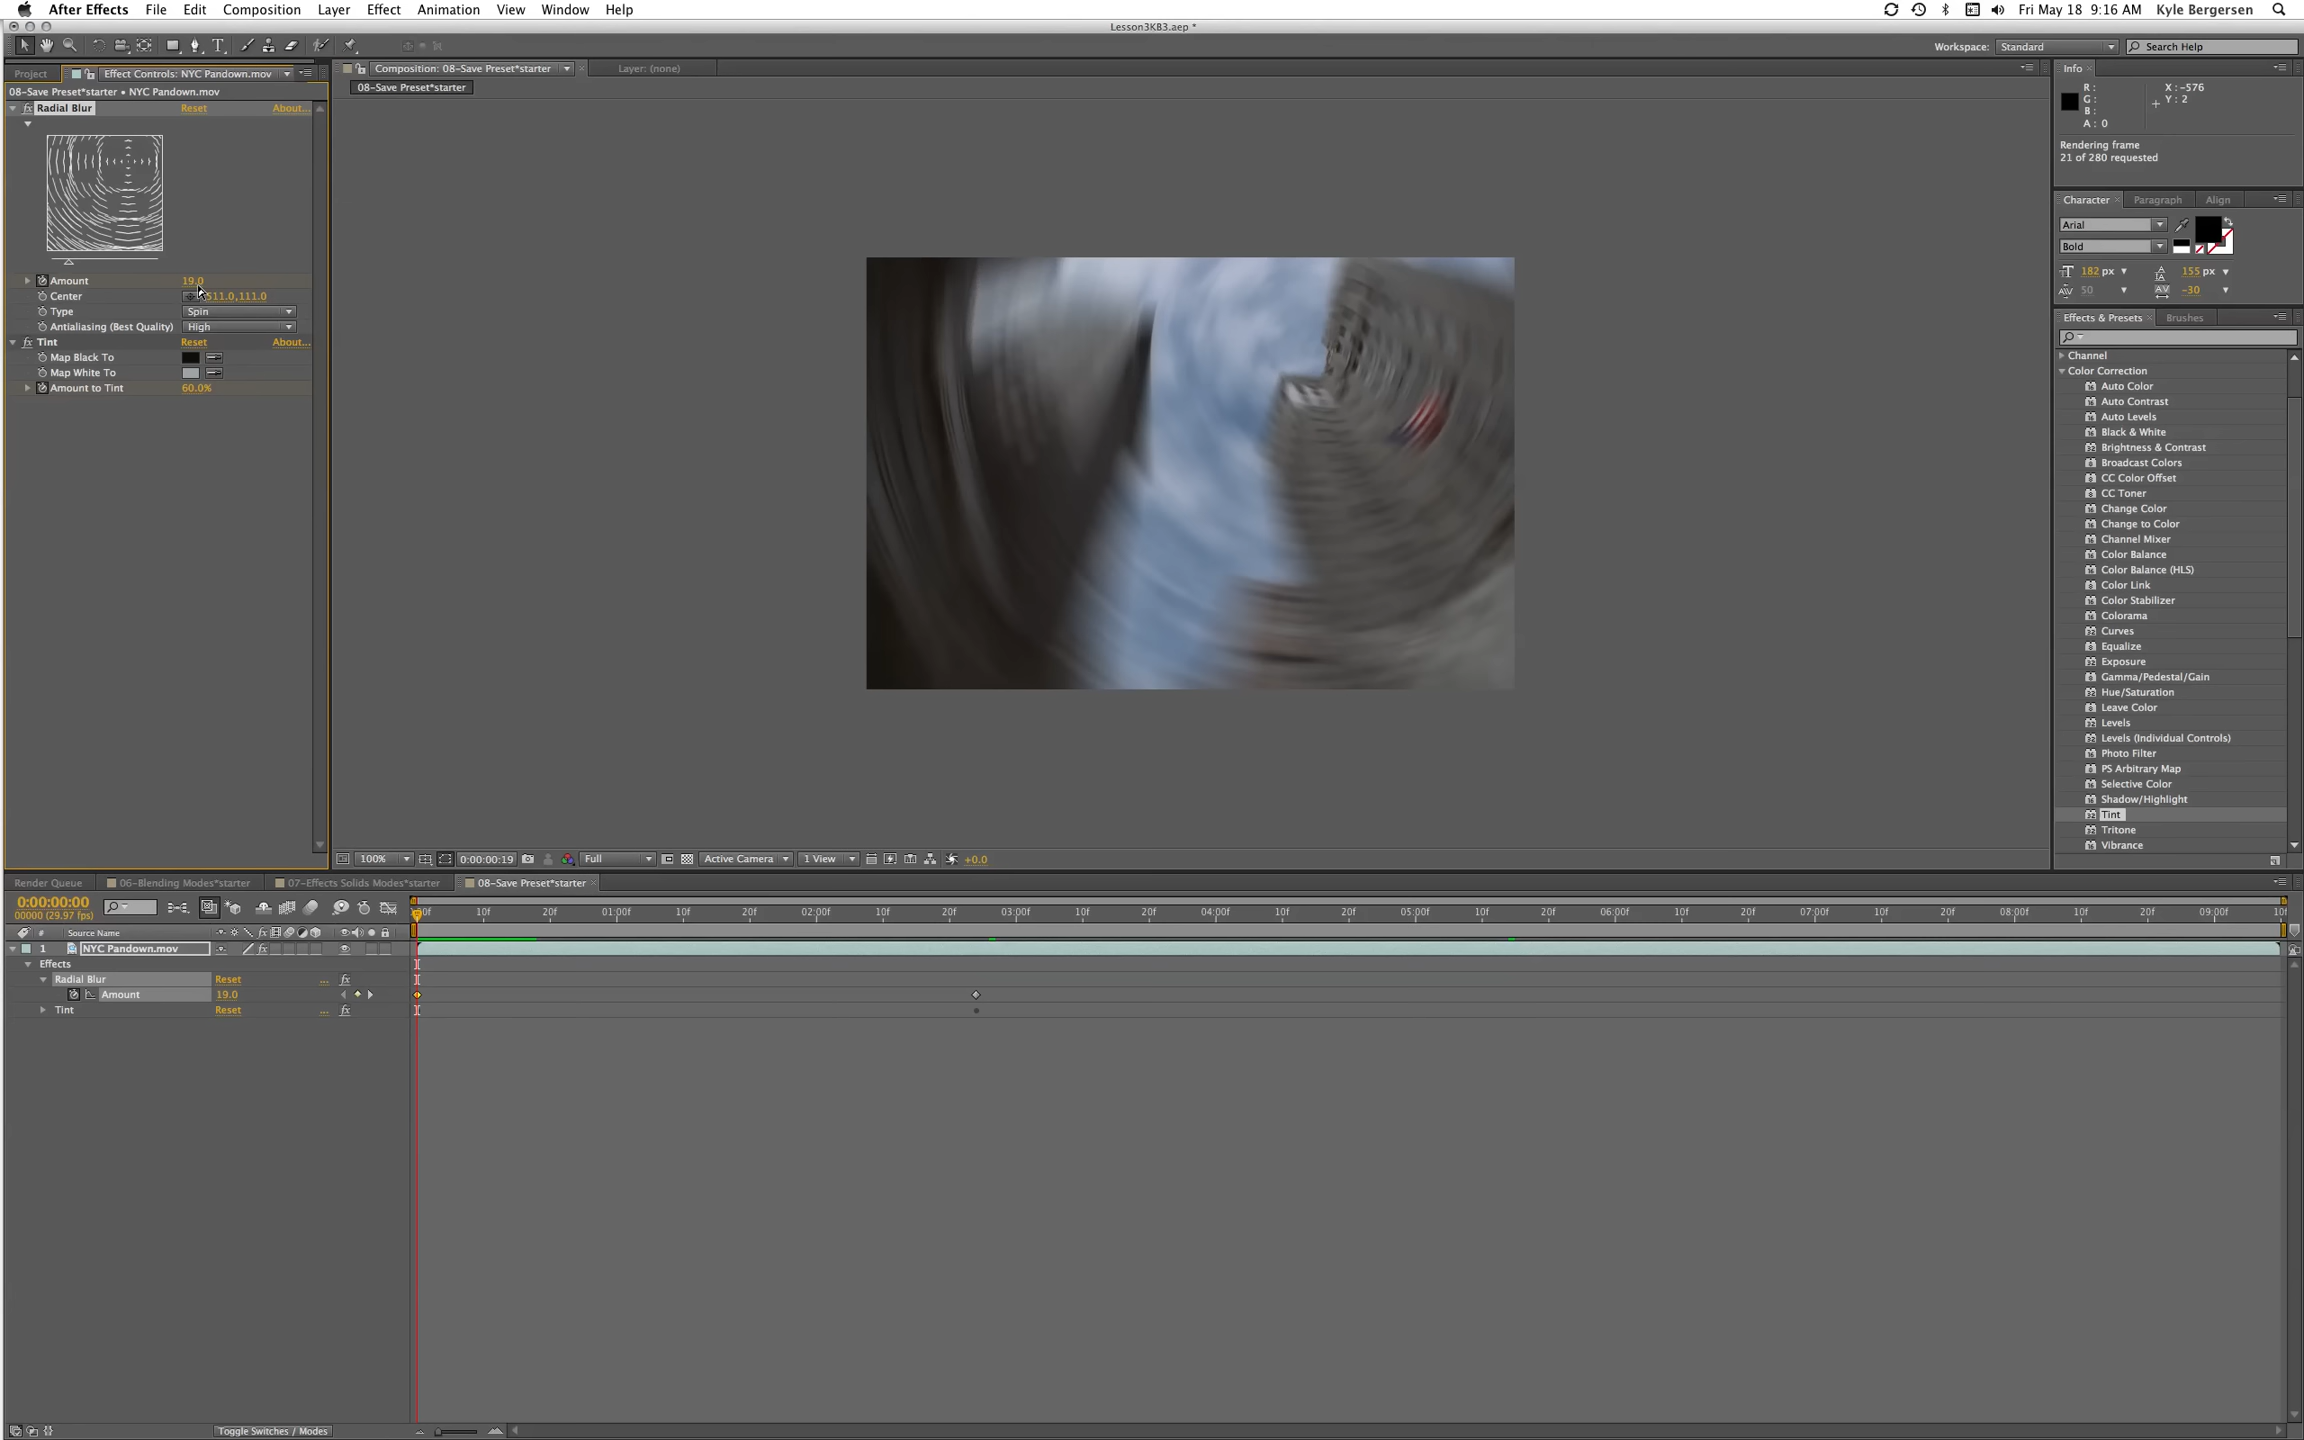 After Effects File Edit Composition Layer Effect Animation View Window Help Fri May 18 9:16 AM Kyle Bergersen
Lesson3KB3.aep *
Workspace: Standard Search Help
Project Effect Controls: NYC Pandown.mov
08-Save Preset*starter • NYC Pandown.mov
Radial Blur Reset About...
Amount 19.0
Center 511.0,111.0
Type Spin
Antialiasing (Best Quality) High
Tint Reset About...
Map Black To
Map White To
Amount to Tint 60.0%
Composition: 08-Save Preset*starter Layer: (none)
08-Save Preset*starter
100% 0:00:00:19 Full Active Camera 1 View +0.0
Info
R: X:-576
G: Y: 2
B:
A: 0
Rendering frame
21 of 280 requested
Character Paragraph Align
Arial
Bold
182 px 155 px
50 -30
Effects & Presets Brushes
Channel
Color Correction
Auto Color
Auto Contrast
Auto Levels
Black & White
Brightness & Contrast
Broadcast Colors
CC Color Offset
CC Toner
Change Color
Change to Color
Channel Mixer
Color Balance
Color Balance (HLS)
Color Link
Color Stabilizer
Colorama
Curves
Equalize
Exposure
Gamma/Pedestal/Gain
Hue/Saturation
Leave Color
Levels
Levels (Individual Controls)
Photo Filter
PS Arbitrary Map
Selective Color
Shadow/Highlight
Tint
Tritone
Vibrance
Render Queue 06-Blending Modes*starter 07-Effects Solids Modes*starter 08-Save Preset*starter
0:00:00:00
00000 (29.97 fps)
10f 20f 01:00f 10f 20f 02:00f 10f 20f 03:00f 10f 20f 04:00f 10f 20f 05:00f 10f 20f 06:00f 10f 20f 07:00f 10f 20f 08:00f 10f 20f 09:00f 10f
# Source Name
1 NYC Pandown.mov
Effects
Radial Blur Reset ...
Amount 19.0
Tint Reset ...
Toggle Switches / Modes